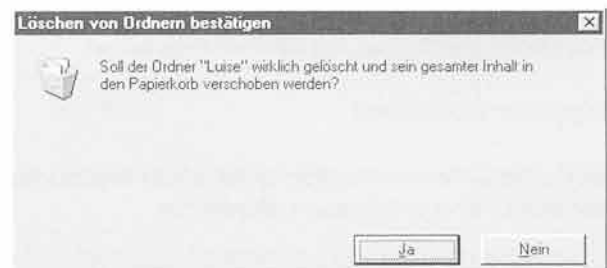 Löschen von Ordnern bestätigen
Soll der Ordner "Luise" wirklich gelöscht und sein gesamter Inhalt in
den Papierkorb verschoben werden?
Ja
Nein